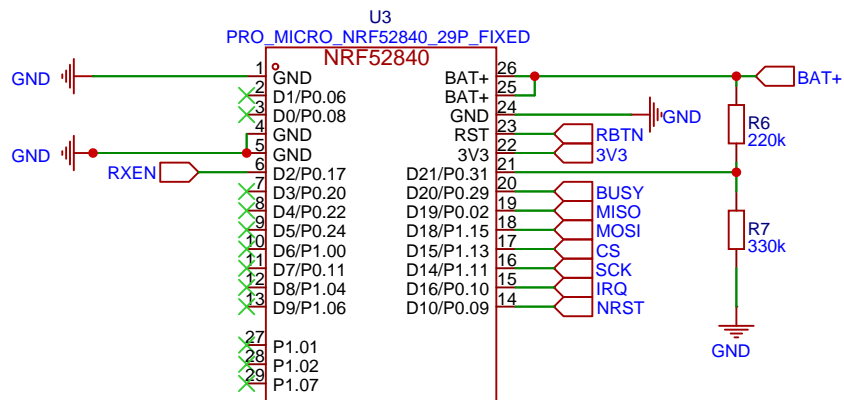 U3
PRO_MICRO_NRF52840_29P_FIXED
NRF52840
GND 1 GND BAT+ 26 BAT+
2 D1/P0.06 BAT+ 25
3 D0/P0.08 GND 24 GND
4 GND RST 23 RBTN
GND 5 GND 3V3 22 3V3
RXEN 6 D2/P0.17 D21/P0.31 21
7 D3/P0.20 D20/P0.29 20 BUSY
8 D4/P0.22 D19/P0.02 19 MISO
9 D5/P0.24 D18/P1.15 18 MOSI
10 D6/P1.00 D15/P1.13 17 CS
11 D7/P0.11 D14/P1.11 16 SCK
12 D8/P1.04 D16/P0.10 15 IRQ
13 D9/P1.06 D10/P0.09 14 NRST
27 P1.01
28 P1.02
29 P1.07
R6
220k
R7
330k
GND